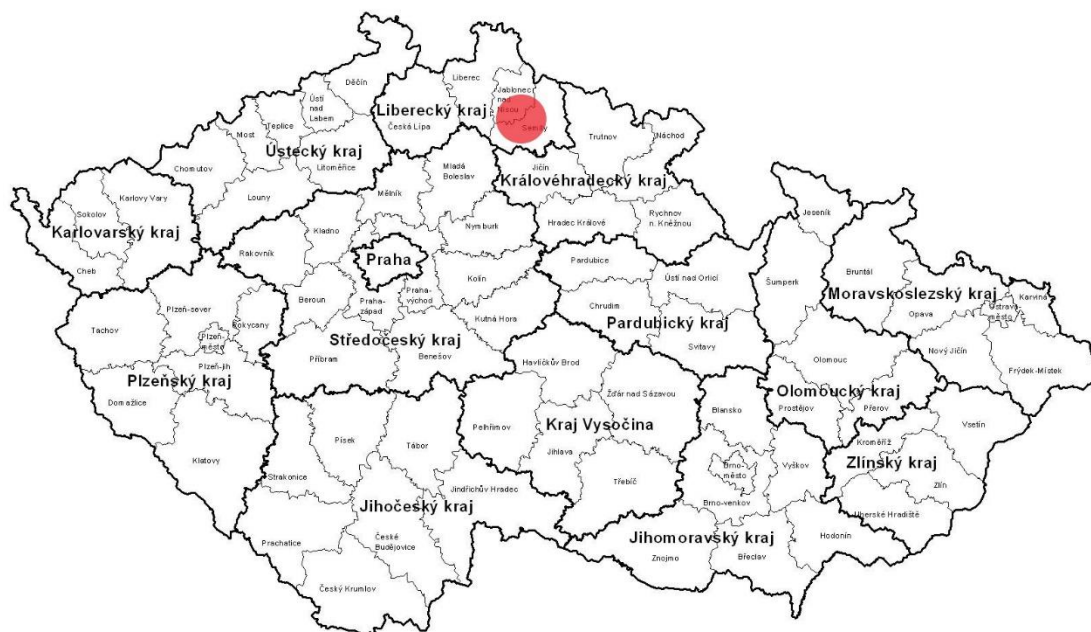 Děčín
Liberec
Ústí
nad
Labem
Jablonec
nad
Nisou
Liberecký kraj
Teplice
Česká Lípa
Semily
Most
Trutnov
Náchod
Ústecký kraj
Chomutov
Litoměřice
Mladá
Boleslav
Jičín
Královéhradecký kraj
Karlovy Vary
Louny
Mělník
Sokolov
Hradec Králové
Rychnov
n. Kněžnou
Jeseník
Karlovarský kraj
Kladno
Nymburk
Rakovník
Praha
Cheb
Pardubice
Ústí nad Orlicí
Bruntál
Kolín
Šumperk
Moravskoslezský kraj
Karviná
Beroun
Praha-
západ
Praha-
východ
Chrudim
Opava
Ostrava-
město
Plzeň-sever
Rokycany
Tachov
Kutná Hora
Pardubický kraj
Plzeň-
město
Středočeský kraj
Svitavy
Příbram
Benešov
Havlíčkův Brod
Olomouc
Nový Jičín
Plzeň-jih
Frýdek-Místek
Plzeňský kraj
Olomoucký kraj
Domažlice
Žďár nad Sázavou
Prostějov
Přerov
Blansko
Pelhřimov
Kraj Vysočina
Vsetín
Písek
Tábor
Kroměříž
Klatovy
Jihlava
Brno-
město
Vyškov
Zlínský kraj
Strakonice
Třebíč
Zlín
Jindřichův Hradec
Brno-venkov
Jihočeský kraj
Uherské Hradiště
Prachatice
České
Budějovice
Jihomoravský kraj
Hodonín
Znojmo
Břeclav
Český Krumlov